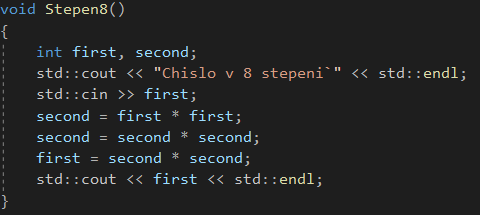 void Stepen8()
{
int first, second;
std::cout << "Chislo v 8 stepeni`" << std::endl;
std::cin >> first;
second = first * first;
second = second * second;
first = second * second;
std::cout << first << std::endl;
}